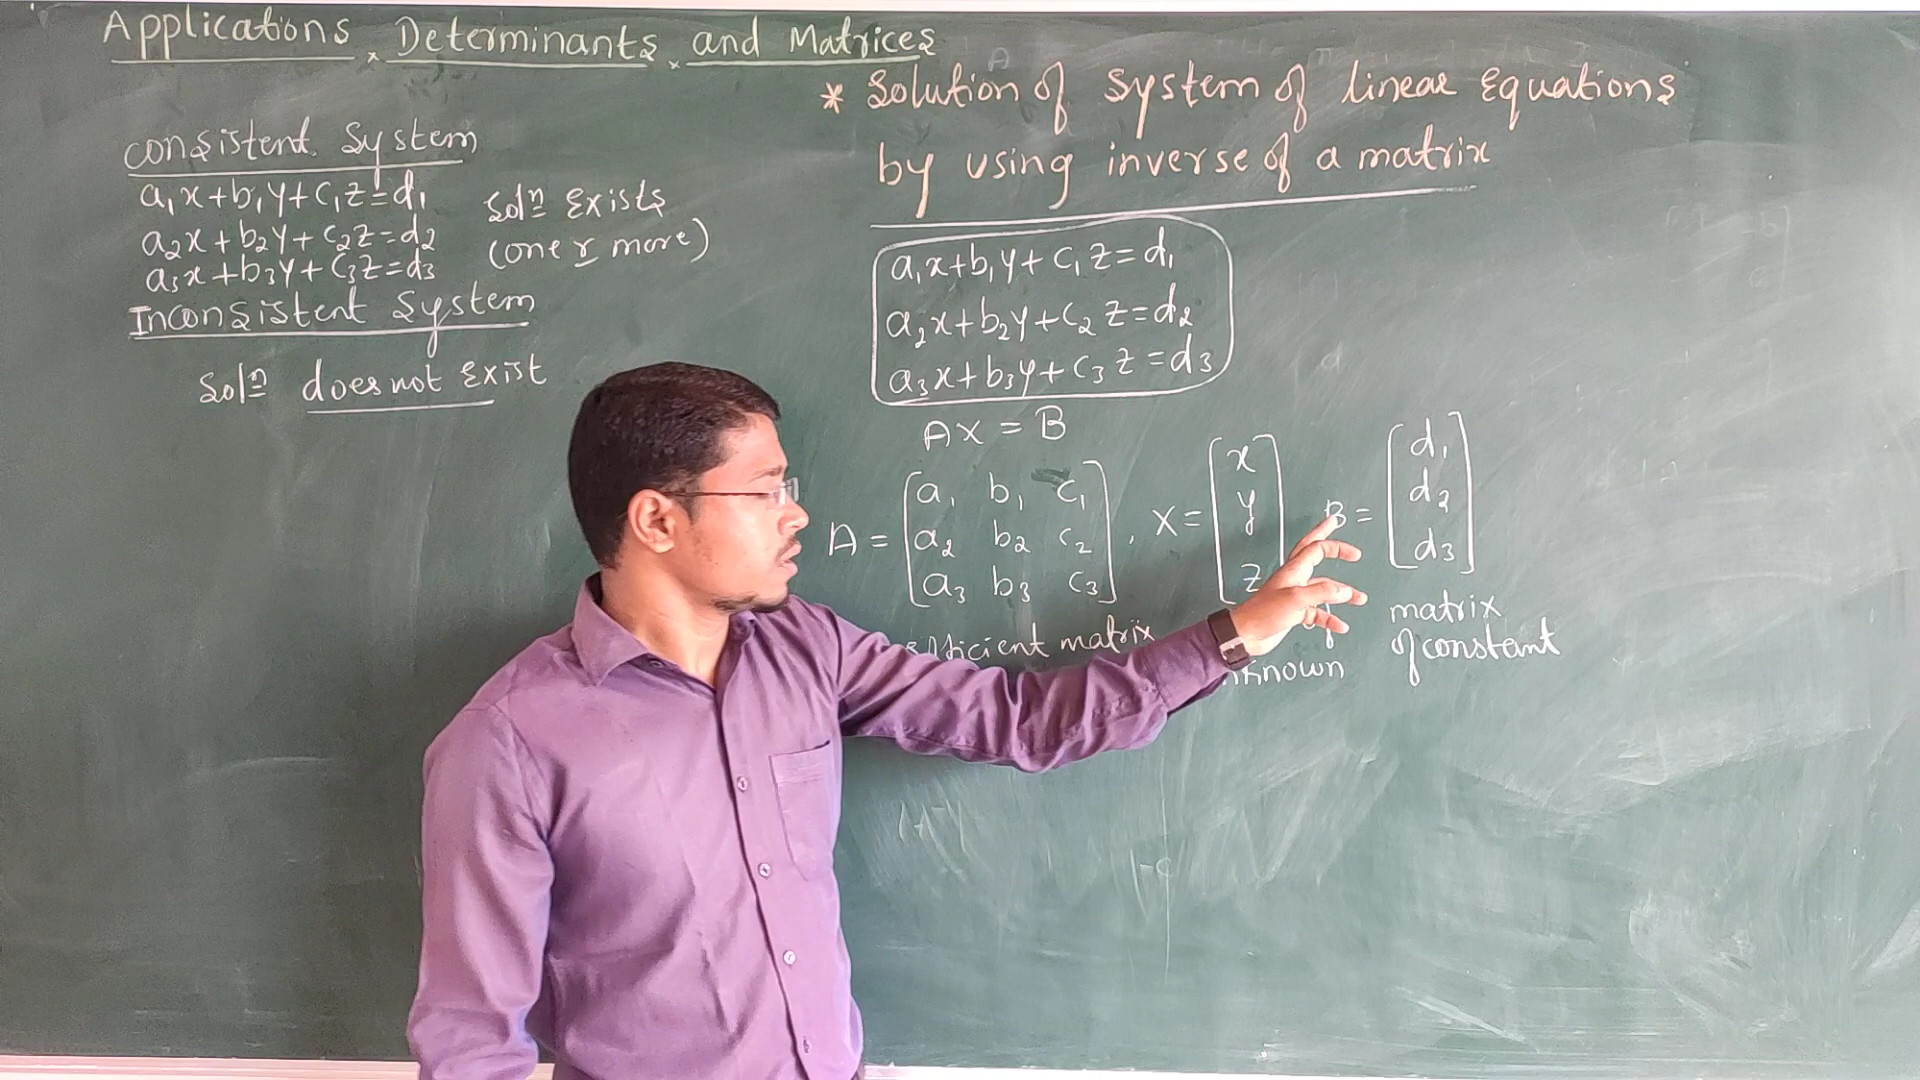 Applications, Determinants and Matrices
consistent System
a₁x+b₁y+c₁z=d₁
a₂x+b₂y+c₂z=d₂
a₃x+b₃y+c₃z=d₃
Solⁿ Exists
(one r more)
Inconsistent System
Solⁿ does not Exist
* Solution of System of linear Equations
by using inverse of a matrix
a₁x+b₁y+c₁z=d₁
a₂x+b₂y+c₂z=d₂
a₃x+b₃y+c₃z=d₃
AX = B
A = [a₁ b₁ c₁
a₂ b₂ c₂
a₃ b₃ c₃]
, X = [x
y
z]
B = [d₁
d₂
d₃]
matrix
matrix
of constant